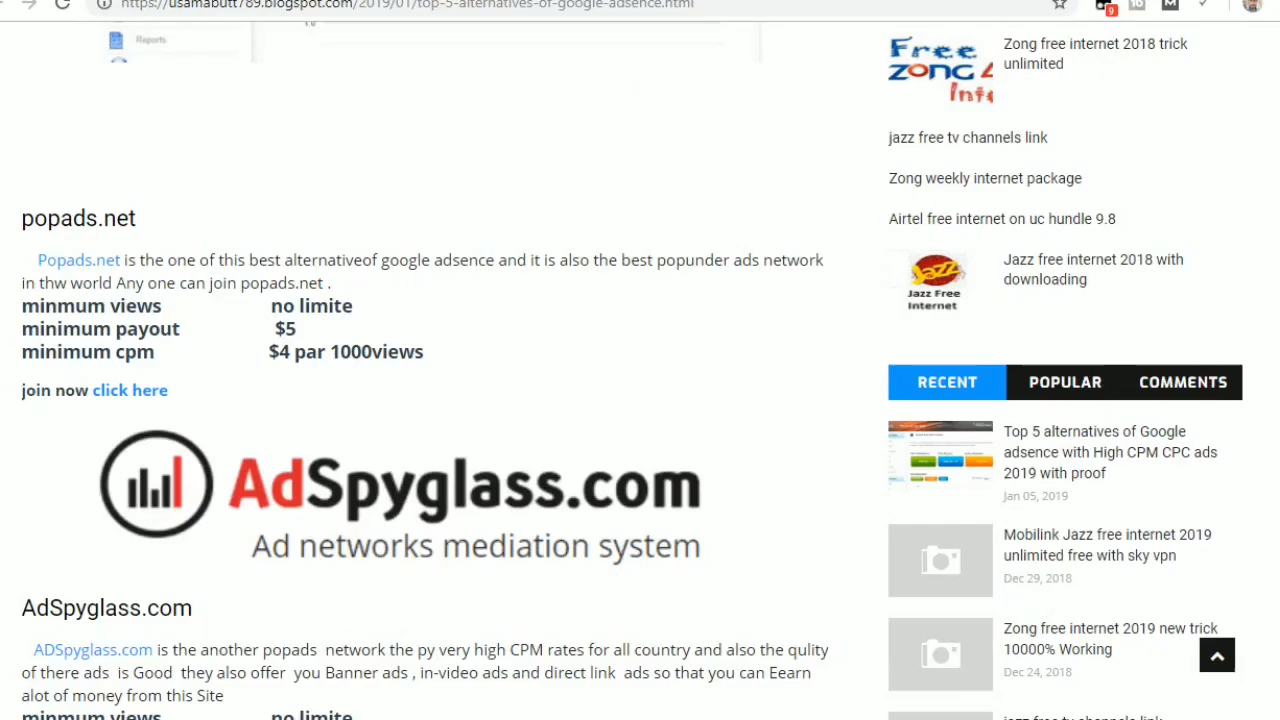 https://usamabutt789.blogspot.com/2019/01/top-5-alternatives-of-google-adsence.html
9
M
Reports
popads.net
Popads.net is the one of this best alternativeof google adsence and it is also the best popunder ads network
in thw world Any one can join popads.net .
minmum views no limite
minimum payout $5
minimum cpm $4 par 1000views
join now click here
AdSpyglass.com
Ad networks mediation system
AdSpyglass.com
ADSpyglass.com is the another popads network the py very high CPM rates for all country and also the qulity
of there ads is Good they also offer you Banner ads , in-video ads and direct link ads so that you can Eearn
alot of money from this Site
minmum views no limite
Free
Zong free internet 2018 trick
unlimited
jazz free tv channels link
Zong weekly internet package
Airtel free internet on uc hundle 9.8
Jazz
Jazz Free
Internet
Jazz free internet 2018 with
downloading
RECENT POPULAR COMMENTS
Top 5 alternatives of Google
adsence with High CPM CPC ads
2019 with proof
Jan 05, 2019
Mobilink Jazz free internet 2019
unlimited free with sky vpn
Dec 29, 2018
Zong free internet 2019 new trick
10000% Working
Dec 24, 2018
jazz free tv channels link